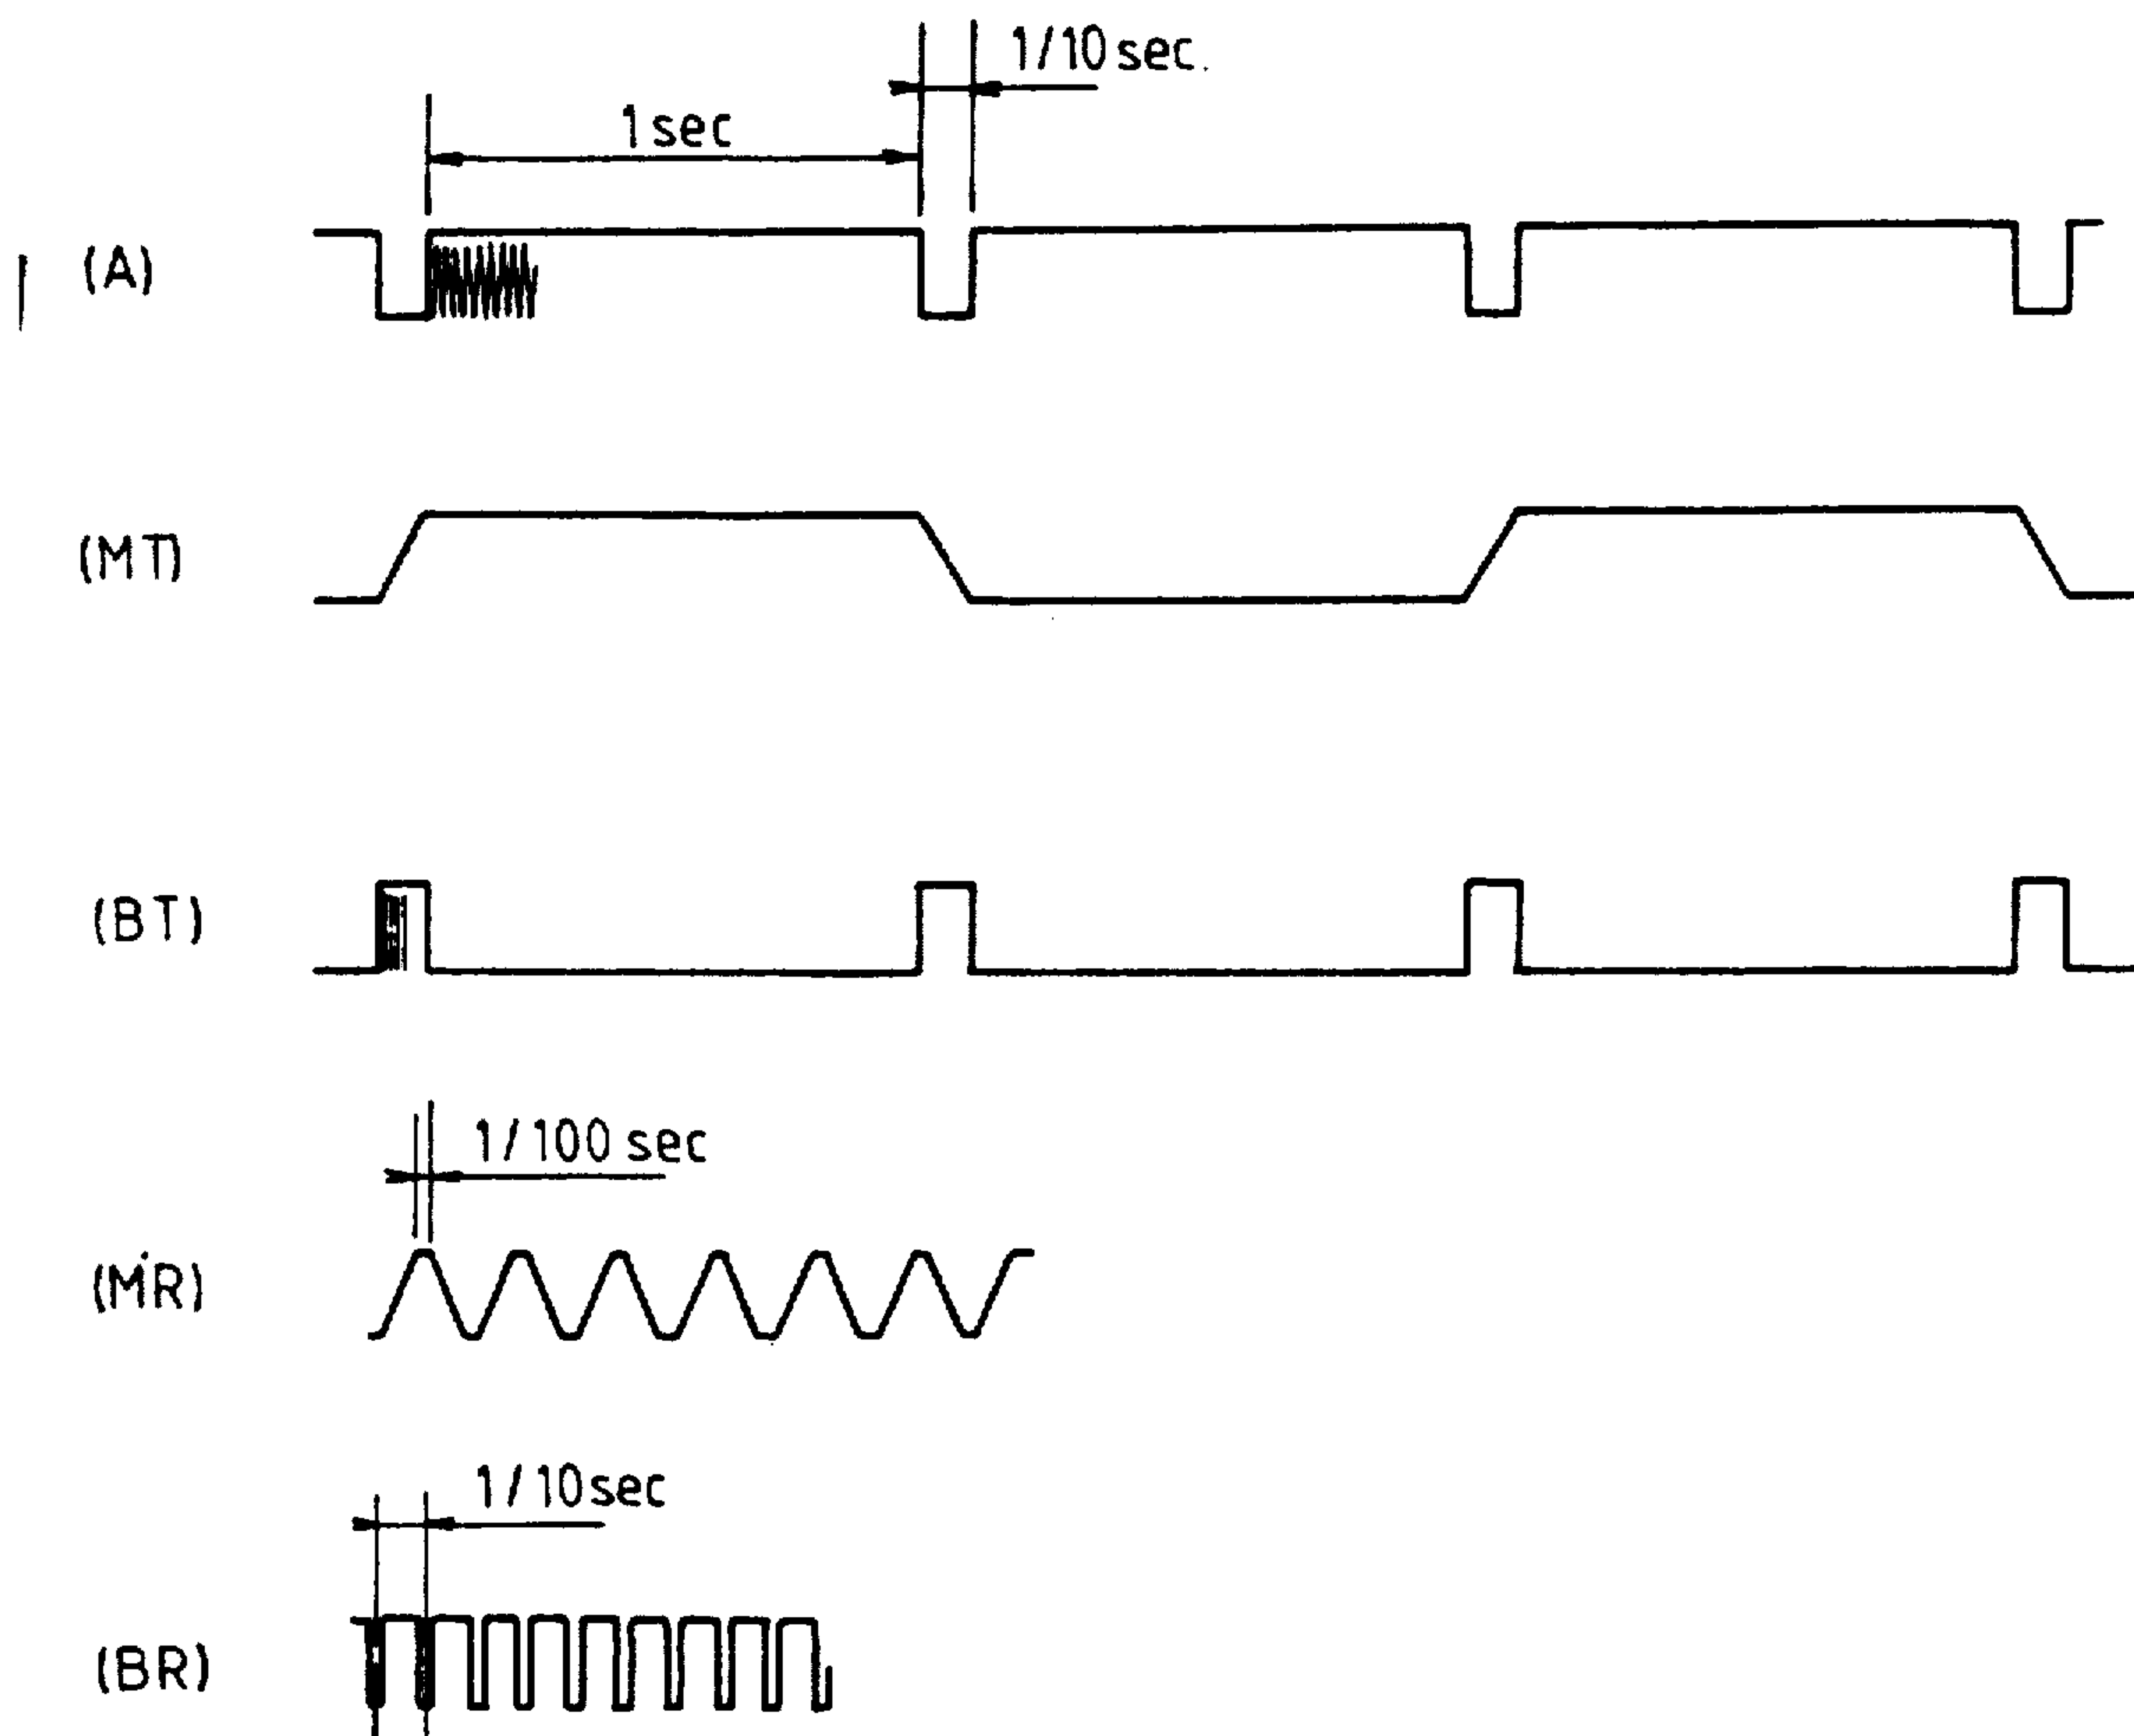 1/10 sec.
1 sec
(A)
(MT)
(BT)
1/100 sec
(MR)
1/10 sec
(BR)